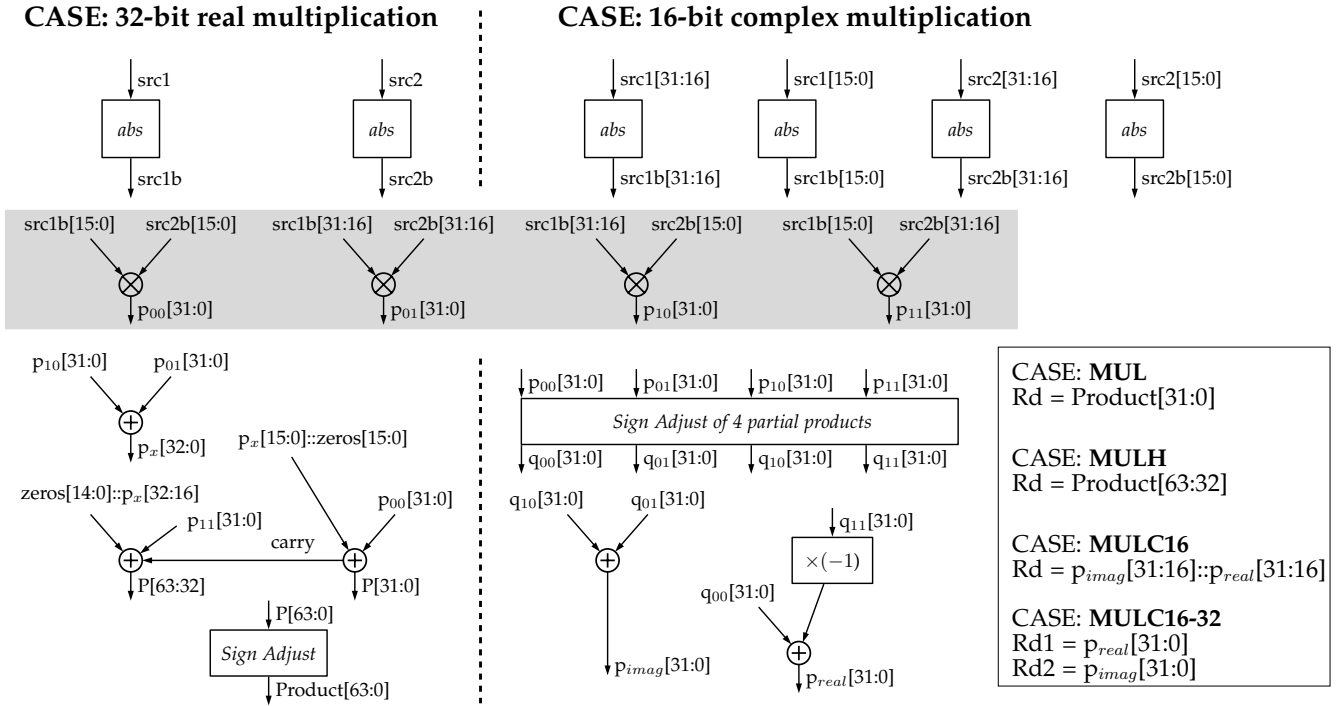 CASE: 32-bit real multiplication
CASE: 16-bit complex multiplication
src1
src2
src1[31:16]
src1[15:0]
src2[31:16]
src2[15:0]
abs
abs
abs
abs
abs
abs
src1b
src2b
src1b[31:16]
src1b[15:0]
src2b[31:16]
src2b[15:0]
src1b[15:0] src2b[15:0]
src1b[31:16] src2b[31:16]
src1b[31:16] src2b[15:0]
src1b[15:0] src2b[31:16]
p00[31:0]
p01[31:0]
p10[31:0]
p11[31:0]
p10[31:0] p01[31:0]
px[32:0]
px[15:0]::zeros[15:0]
zeros[14:0]::px[32:16]
p11[31:0]
p00[31:0]
carry
P[63:32]
P[31:0]
P[63:0]
Sign Adjust
Product[63:0]
p00[31:0] p01[31:0] p10[31:0] p11[31:0]
Sign Adjust of 4 partial products
q00[31:0] q01[31:0] q10[31:0] q11[31:0]
q10[31:0] q01[31:0]
q11[31:0]
×(−1)
q00[31:0]
pimag[31:0]
preal[31:0]
CASE: MUL
Rd = Product[31:0]
CASE: MULH
Rd = Product[63:32]
CASE: MULC16
Rd = pimag[31:16]::preal[31:16]
CASE: MULC16-32
Rd1 = preal[31:0]
Rd2 = pimag[31:0]